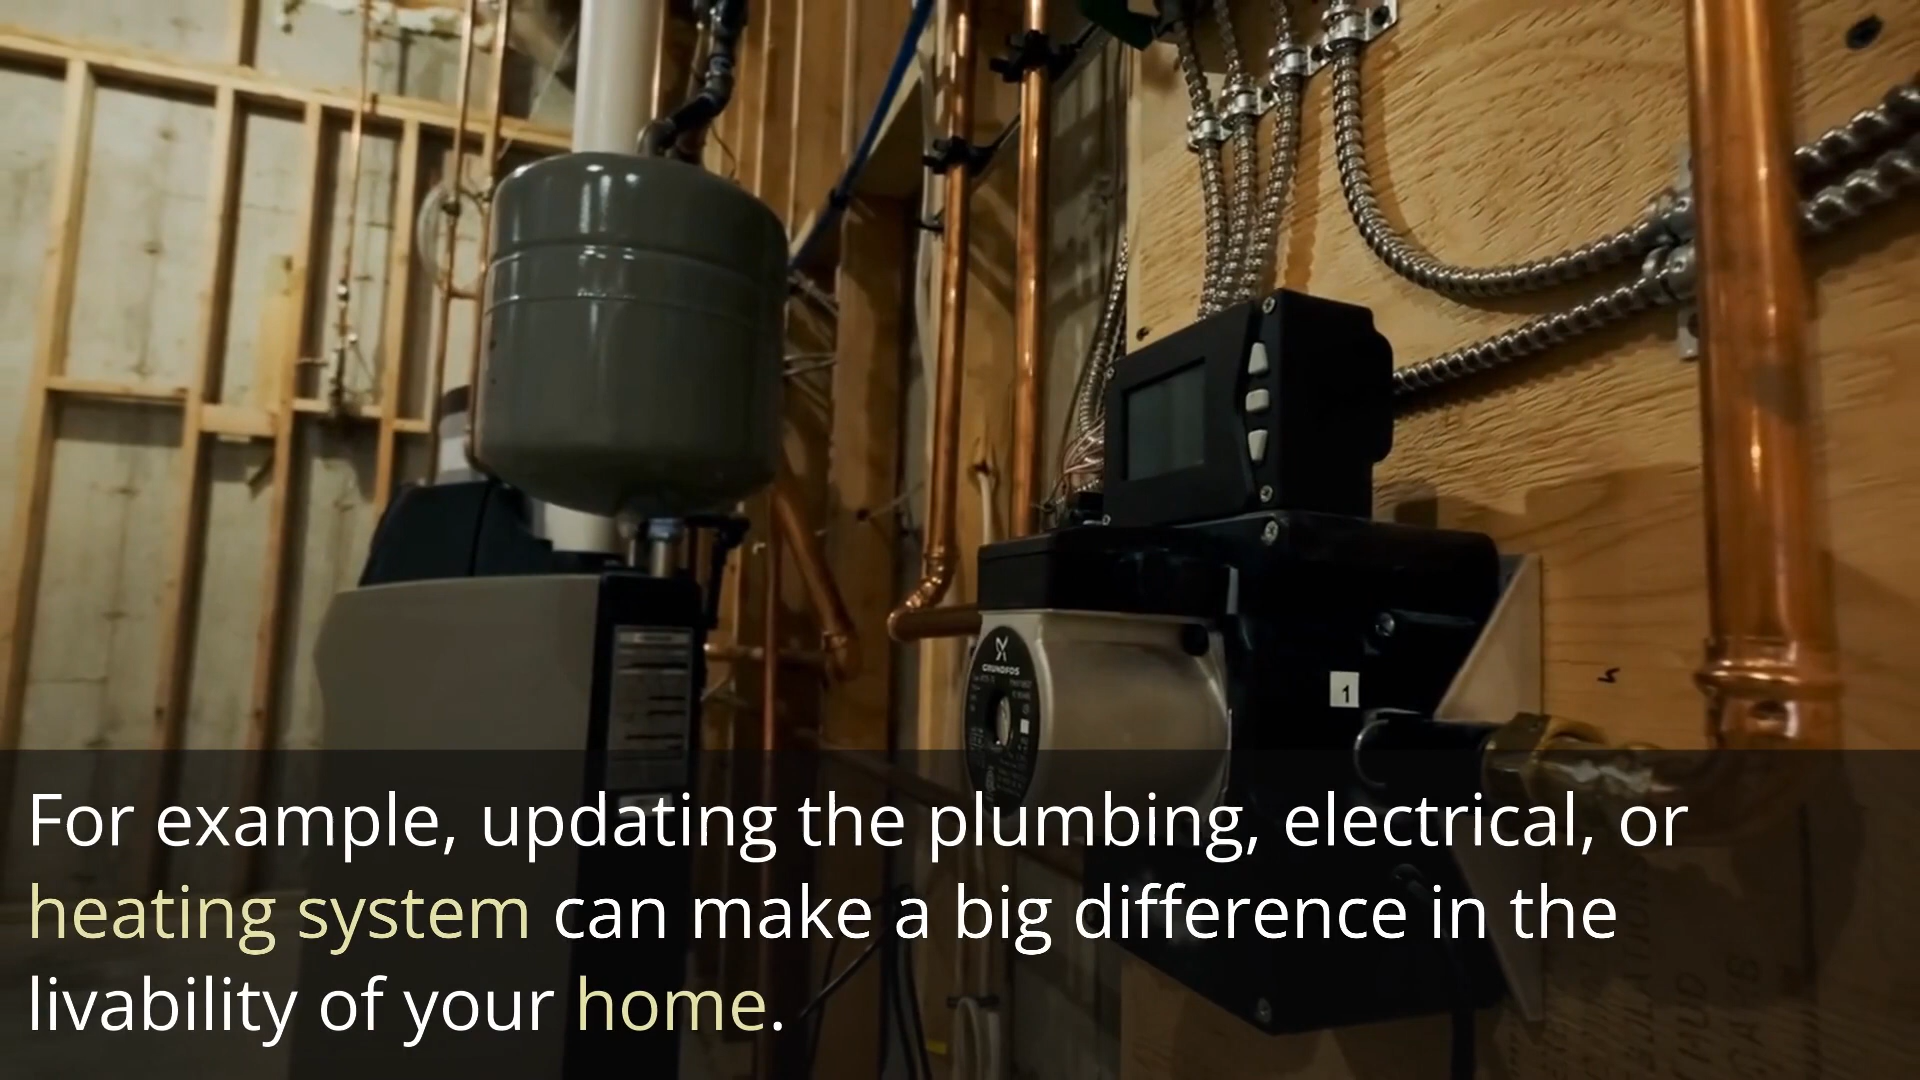 GRUNDFOS
1
For example, updating the plumbing, electrical, or
heating system can make a big difference in the
livability of your home.